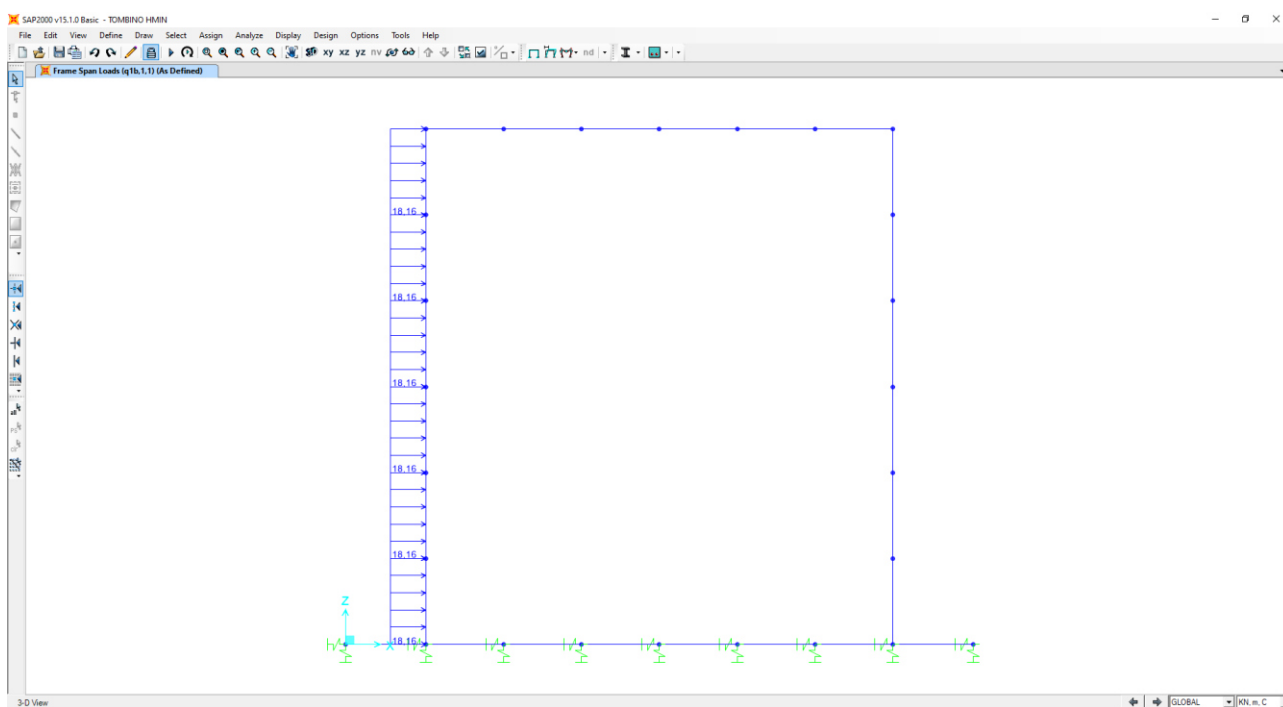 SAP2000 v15.1.0 Basic - TOMBINO HMIN
File Edit View Define Draw Select Assign Analyze Display Design Options Tools Help
xy xz yz nv nd
Frame Span Loads (q1b,1,1) (As Defined)
18,16
18,16
18,16
18,16
18,16
Z
18,16
X
3-D View GLOBAL KN, m, C